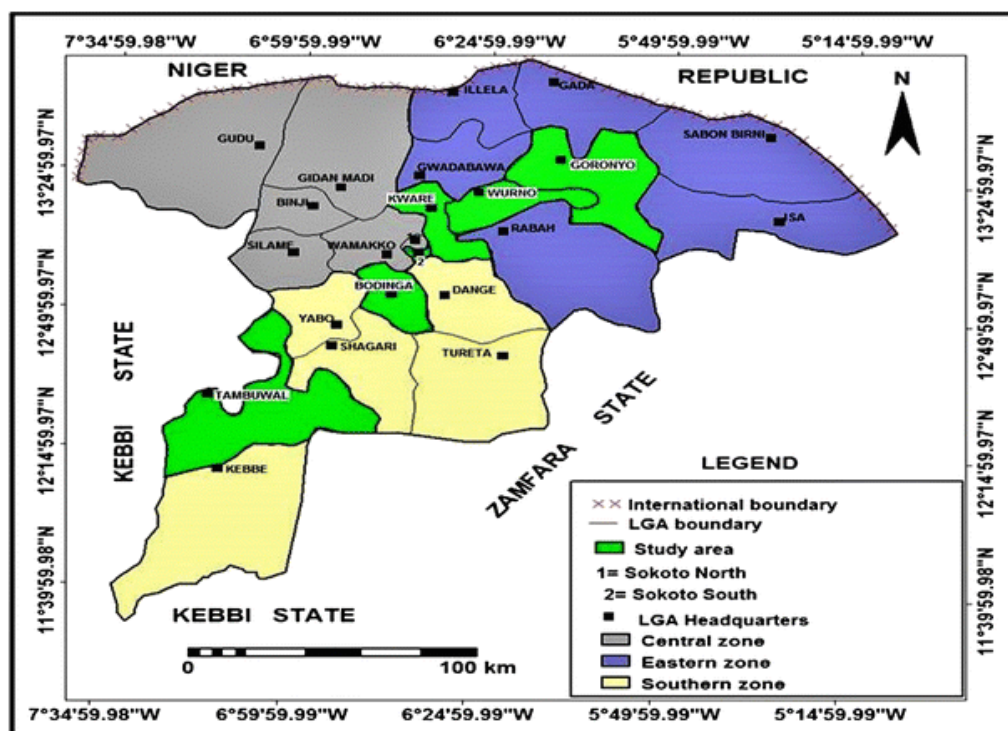 7°34'59.98''W 6°59'59.99''W 6°24'59.99''W 5°49'59.99''W 5°14'59.99''W
NIGER REPUBLIC
N
ILLELA
GADA
GUDU
SABON BIRNI
13°24'59.97''N
13°24'59.97''N
GORONYO
GWADABAWA
GIDAN MADI
WURNO
KWARE
BINJI
ISA
RABAH
SILAME
WAMAKKO
1
2
BODINGA
DANGE
12°49'59.97''N
12°49'59.97''N
YABO
SHAGARI
TURETA
KEBBI STATE
TAMBUWAL
ZAMFARA STATE
12°14'59.97''N
12°14'59.97''N
KEBBE
LEGEND
International boundary
LGA boundary
Study area
1= Sokoto North
2= Sokoto South
LGA Headquarters
Central zone
Eastern zone
Southern zone
11°39'59.98''N
11°39'59.98''N
KEBBI STATE
0 100 km
7°34'59.98''W 6°59'59.99''W 6°24'59.99''W 5°49'59.99''W 5°14'59.99''W